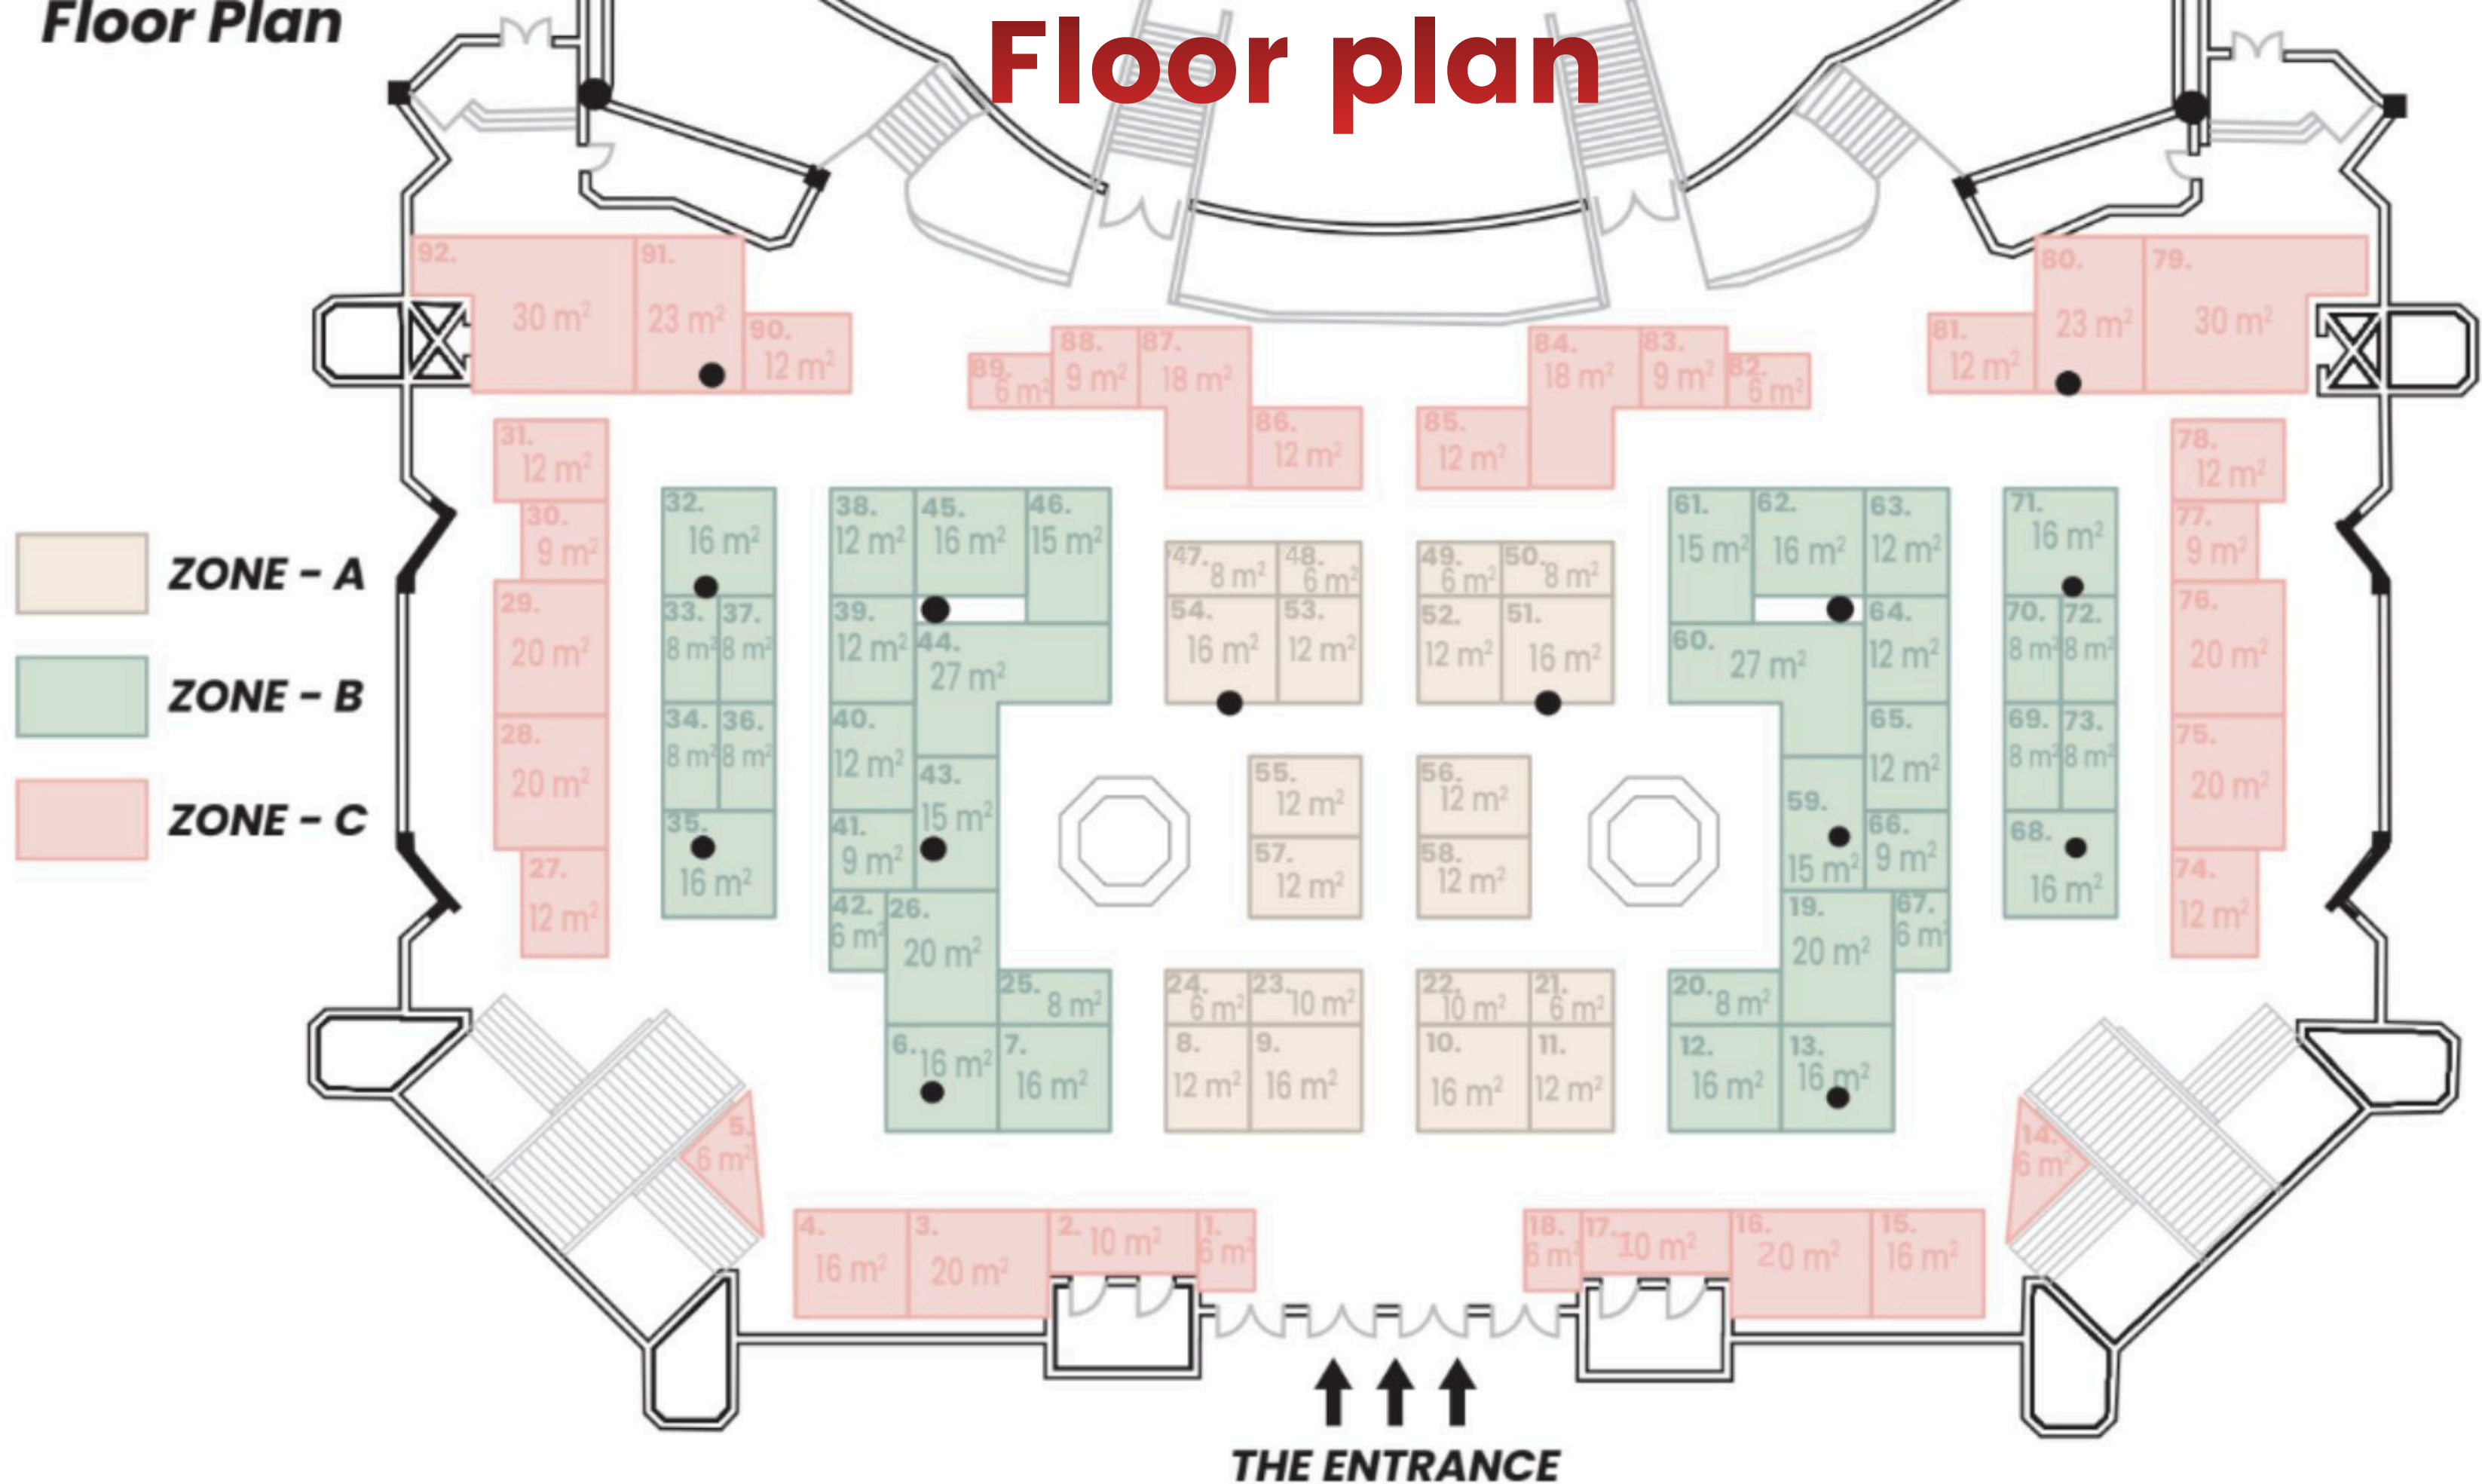 Floor Plan
Floor plan
92.
30 m²
91.
23 m²
90.
12 m²
89.
6 m²
88.
9 m²
87.
18 m²
86.
12 m²
84.
18 m²
83.
9 m²
82.
6 m²
85.
12 m²
81.
12 m²
80.
23 m²
79.
30 m²
31.
12 m²
30.
9 m²
29.
20 m²
28.
20 m²
27.
12 m²
32.
16 m²
33.
8 m²
37.
8 m²
34.
8 m²
36.
8 m²
35.
16 m²
38.
12 m²
45.
16 m²
46.
15 m²
39.
12 m²
44.
27 m²
40.
12 m²
43.
15 m²
41.
9 m²
42.
6 m²
26.
20 m²
25.
8 m²
6.
16 m²
7.
16 m²
47.
8 m²
48.
6 m²
49.
6 m²
50.
8 m²
54.
16 m²
53.
12 m²
52.
12 m²
51.
16 m²
55.
12 m²
56.
12 m²
57.
12 m²
58.
12 m²
24.
6 m²
23.
10 m²
22.
10 m²
21.
6 m²
8.
12 m²
9.
16 m²
10.
16 m²
11.
12 m²
61.
15 m²
62.
16 m²
63.
12 m²
60.
27 m²
64.
12 m²
65.
12 m²
59.
15 m²
66.
9 m²
19.
20 m²
67.
6 m²
20.
8 m²
12.
16 m²
13.
16 m²
71.
16 m²
70.
8 m²
72.
8 m²
69.
8 m²
73.
8 m²
68.
16 m²
78.
12 m²
77.
9 m²
76.
20 m²
75.
20 m²
74.
12 m²
ZONE - A
ZONE - B
ZONE - C
5.
6 m²
14.
6 m²
4.
16 m²
3.
20 m²
2.
10 m²
1.
6 m²
18.
6 m²
17.
10 m²
16.
20 m²
15.
16 m²
THE ENTRANCE